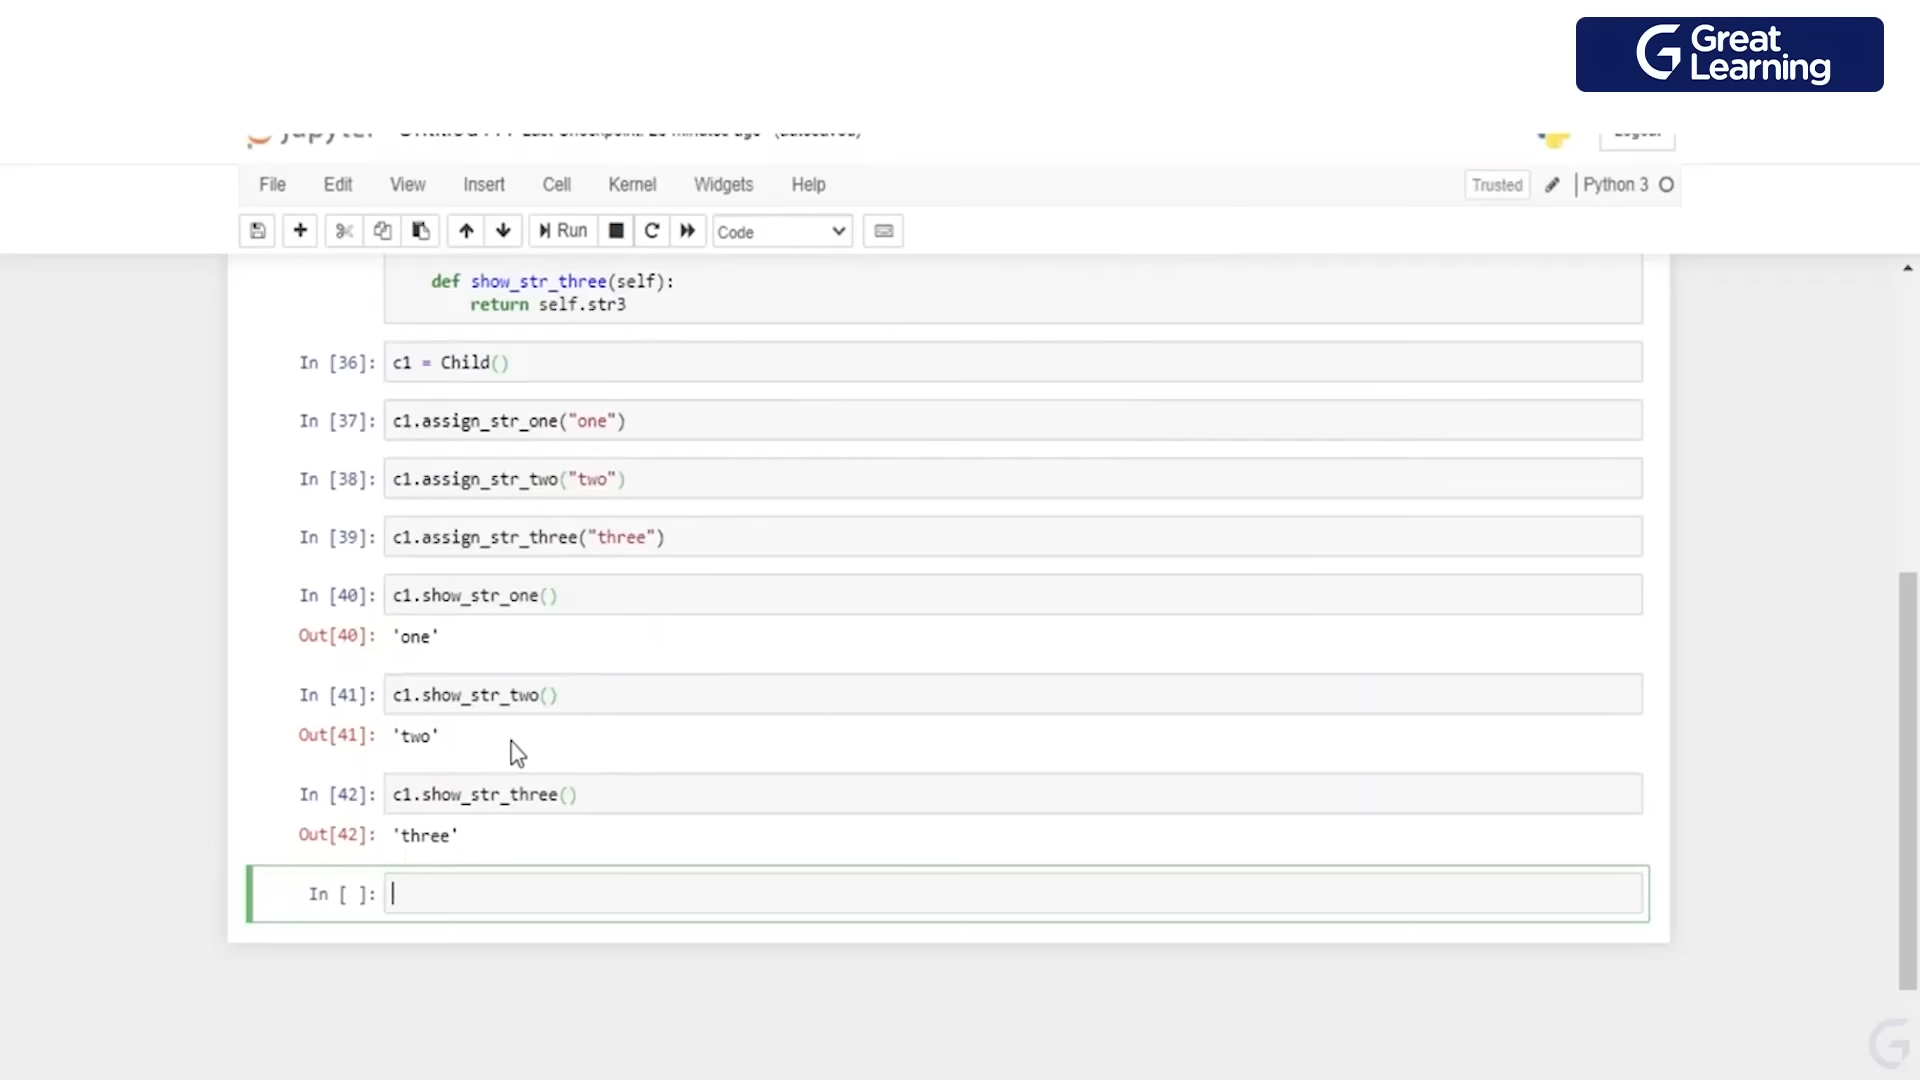 Great
Learning
File Edit View Insert Cell Kernel Widgets Help Trusted Python 3
Run Code
def show_str_three(self):
return self.str3
In [36]: c1 = Child()
In [37]: c1.assign_str_one("one")
In [38]: c1.assign_str_two("two")
In [39]: c1.assign_str_three("three")
In [40]: c1.show_str_one()
Out[40]: 'one'
In [41]: c1.show_str_two()
Out[41]: 'two'
In [42]: c1.show_str_three()
Out[42]: 'three'
In [ ]: